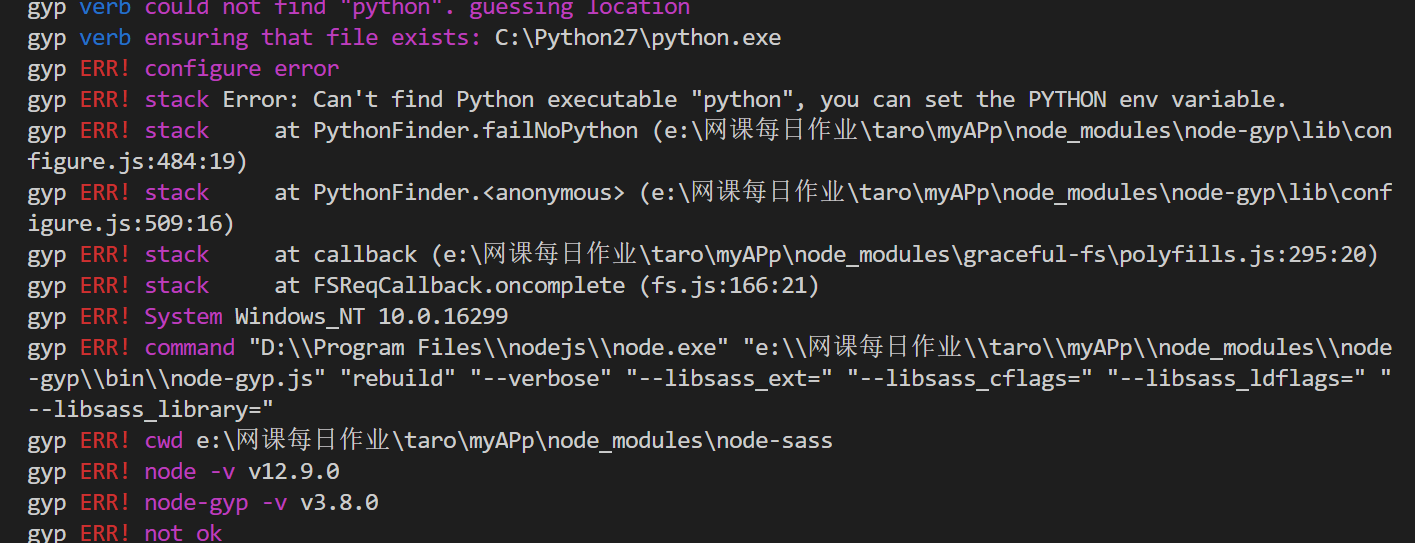 gyp verb could not find "python". guessing location
gyp verb ensuring that file exists: C:\Python27\python.exe
gyp ERR! configure error
gyp ERR! stack Error: Can't find Python executable "python", you can set the PYTHON env variable.
gyp ERR! stack     at PythonFinder.failNoPython (e:\网课每日作业\taro\myAPp\node_modules\node-gyp\lib\con
figure.js:484:19)
gyp ERR! stack     at PythonFinder.<anonymous> (e:\网课每日作业\taro\myAPp\node_modules\node-gyp\lib\conf
igure.js:509:16)
gyp ERR! stack     at callback (e:\网课每日作业\taro\myAPp\node_modules\graceful-fs\polyfills.js:295:20)
gyp ERR! stack     at FSReqCallback.oncomplete (fs.js:166:21)
gyp ERR! System Windows_NT 10.0.16299
gyp ERR! command "D:\\Program Files\\nodejs\\node.exe" "e:\\网课每日作业\\taro\\myAPp\\node_modules\\node
-gyp\\bin\\node-gyp.js" "rebuild" "--verbose" "--libsass_ext=" "--libsass_cflags=" "--libsass_ldflags=" "
--libsass_library="
gyp ERR! cwd e:\网课每日作业\taro\myAPp\node_modules\node-sass
gyp ERR! node -v v12.9.0
gyp ERR! node-gyp -v v3.8.0
gyp ERR! not ok